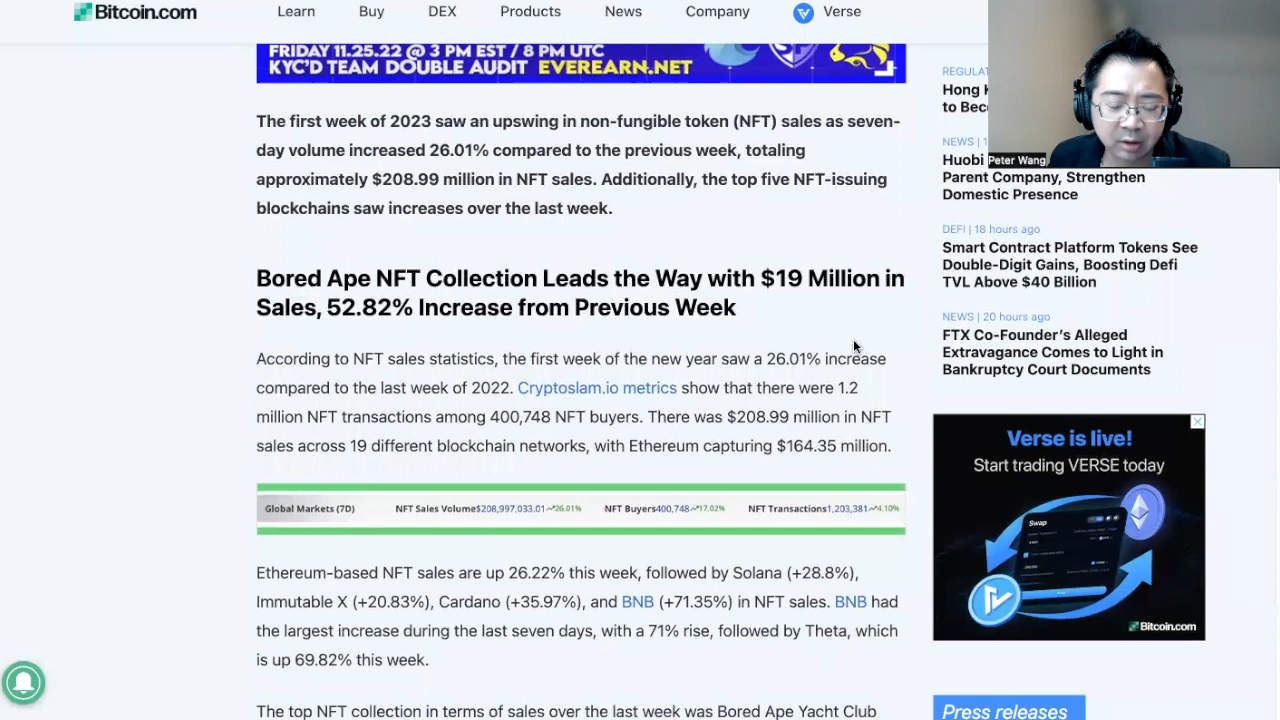 Bitcoin.com
Learn
Buy
DEX
Products
News
Company
Verse
FRIDAY 11.25.22 @ 3 PM EST / 8 PM UTC
KYC'D TEAM DOUBLE AUDIT EVEREARN.NET
The first week of 2023 saw an upswing in non-fungible token (NFT) sales as seven-
day volume increased 26.01% compared to the previous week, totaling
approximately $208.99 million in NFT sales. Additionally, the top five NFT-issuing
blockchains saw increases over the last week.
Bored Ape NFT Collection Leads the Way with $19 Million in
Sales, 52.82% Increase from Previous Week
According to NFT sales statistics, the first week of the new year saw a 26.01% increase
compared to the last week of 2022. Cryptoslam.io metrics show that there were 1.2
million NFT transactions among 400,748 NFT buyers. There was $208.99 million in NFT
sales across 19 different blockchain networks, with Ethereum capturing $164.35 million.
Global Markets (7D) NFT Sales Volume$208,997,033.01 26.01% NFT Buyers400,748 17.02% NFT Transactions1,203,381 4.10%
Ethereum-based NFT sales are up 26.22% this week, followed by Solana (+28.8%),
Immutable X (+20.83%), Cardano (+35.97%), and BNB (+71.35%) in NFT sales. BNB had
the largest increase during the last seven days, with a 71% rise, followed by Theta, which
is up 69.82% this week.
The top NFT collection in terms of sales over the last week was Bored Ape Yacht Club
REGULAT
Hong K
to Bec
NEWS | 1
Huobi
Peter Wang
Parent Company, Strengthen
Domestic Presence
DEFI | 18 hours ago
Smart Contract Platform Tokens See
Double-Digit Gains, Boosting Defi
TVL Above $40 Billion
NEWS | 20 hours ago
FTX Co-Founder's Alleged
Extravagance Comes to Light in
Bankruptcy Court Documents
Verse is live!
Start trading VERSE today
Swap
Bitcoin.com
Press releases